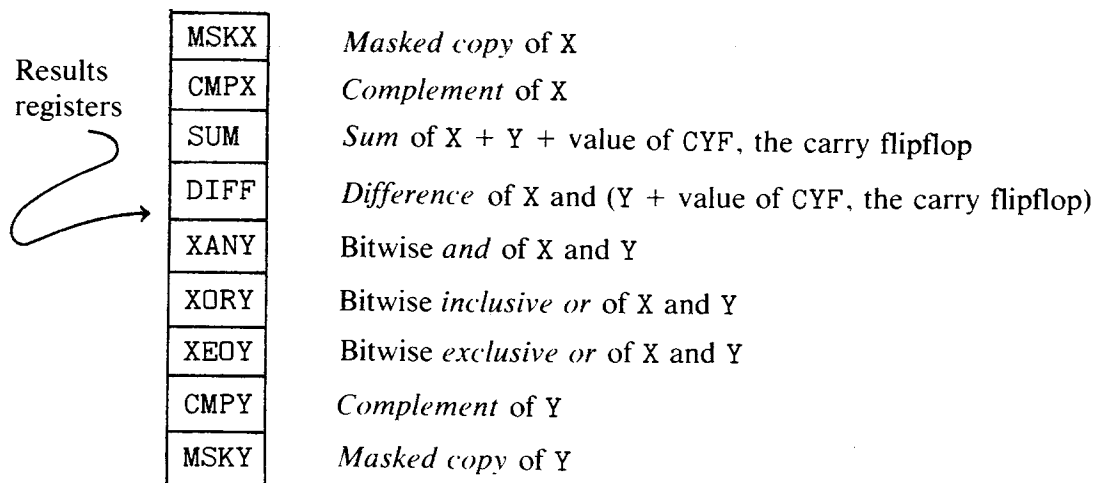 Results
registers
MSKX Masked copy of X
CMPX Complement of X
SUM Sum of X + Y + value of CYF, the carry flipflop
DIFF Difference of X and (Y + value of CYF, the carry flipflop)
XANY Bitwise and of X and Y
XORY Bitwise inclusive or of X and Y
XEOY Bitwise exclusive or of X and Y
CMPY Complement of Y
MSKY Masked copy of Y